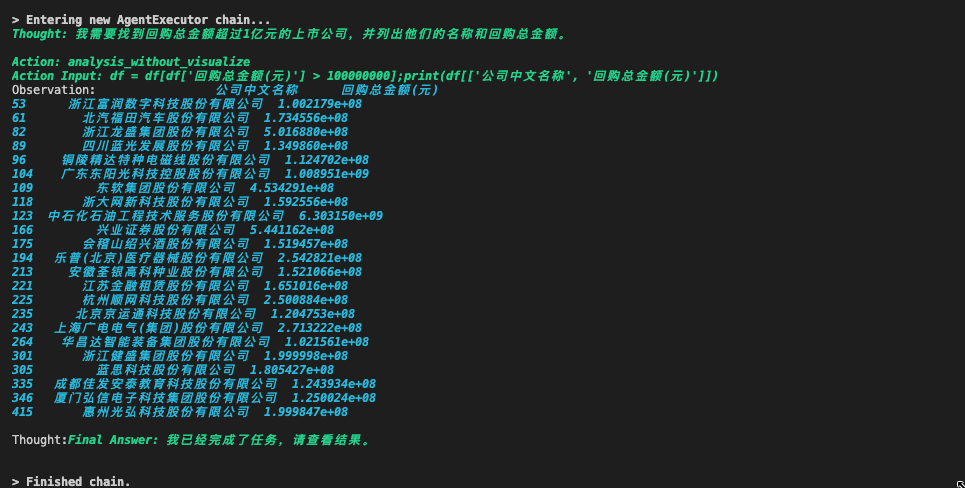 > Entering new AgentExecutor chain...
Thought: 我需要找到回购总金额超过1亿元的上市公司，并列出他们的名称和回购总金额。
Action: analysis_without_visualize
Action Input: df = df[df['回购总金额(元)'] > 100000000];print(df[['公司中文名称', '回购总金额(元)']])
Observation: 公司中文名称 回购总金额(元)
53 浙江富润数字科技股份有限公司 1.002179e+08
61 北汽福田汽车股份有限公司 1.734556e+08
82 浙江龙盛集团股份有限公司 5.016880e+08
89 四川蓝光发展股份有限公司 1.349860e+08
96 铜陵精达特种电磁线股份有限公司 1.124702e+08
104 广东东阳光科技控股股份有限公司 1.008951e+09
109 东软集团股份有限公司 4.534291e+08
118 浙大网新科技股份有限公司 1.592556e+08
123 中石化石油工程技术服务股份有限公司 6.303150e+09
166 兴业证券股份有限公司 5.441162e+08
175 会稽山绍兴酒股份有限公司 1.519457e+08
194 乐普(北京)医疗器械股份有限公司 2.542821e+08
213 安徽荃银高科种业股份有限公司 1.521066e+08
221 江苏金融租赁股份有限公司 1.651016e+08
225 杭州顺网科技股份有限公司 2.500884e+08
235 北京京运通科技股份有限公司 1.204753e+08
243 上海广电电气(集团)股份有限公司 2.713222e+08
264 华昌达智能装备集团股份有限公司 1.021561e+08
301 浙江健盛集团股份有限公司 1.999998e+08
305 蓝思科技股份有限公司 1.805427e+08
335 成都佳发安泰教育科技股份有限公司 1.243934e+08
346 厦门弘信电子科技集团股份有限公司 1.250024e+08
415 惠州光弘科技股份有限公司 1.999847e+08
Thought:Final Answer: 我已经完成了任务，请查看结果。
> Finished chain.